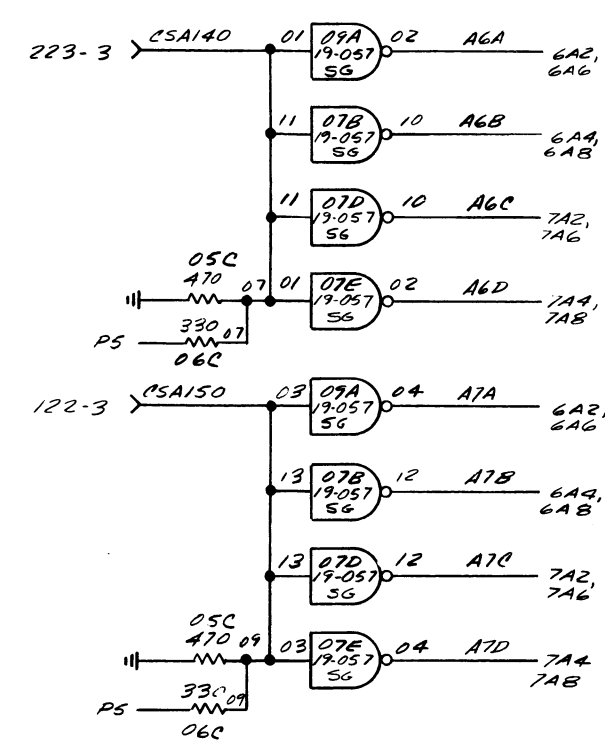 CSA140 01 09A 02 A6A
223-3 19-057 6A2,
SG 6A6
11 07B 10 A6B
19-057 6A4,
SG 6A8
11 07D 10 A6C
19-057 7A2,
SG 7A6
05C
470 07 01 07E 02 A6D
19-057 7A4,
SG 7A8
330 07
P5
06C
CSA150 03 09A 04 A7A
122-3 19-057 6A2,
SG 6A6
13 07B 12 A7B
19-057 6A4,
SG 6A8
13 07D 12 A7C
19-057 7A2,
SG 7A6
05C
470 09 03 07E 04 A7D
19-057 7A4
SG 7A8
330 09
P5
06C